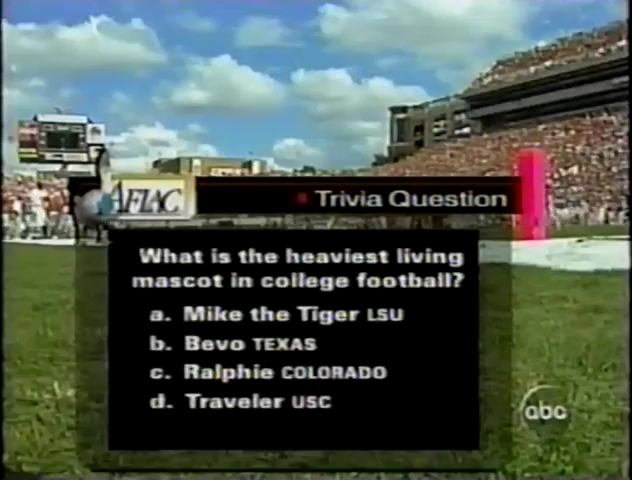 AFLAC
Trivia Question
What is the heaviest living
mascot in college football?
a. Mike the Tiger LSU
b. Bevo TEXAS
c. Ralphie COLORADO
d. Traveler USC
abc